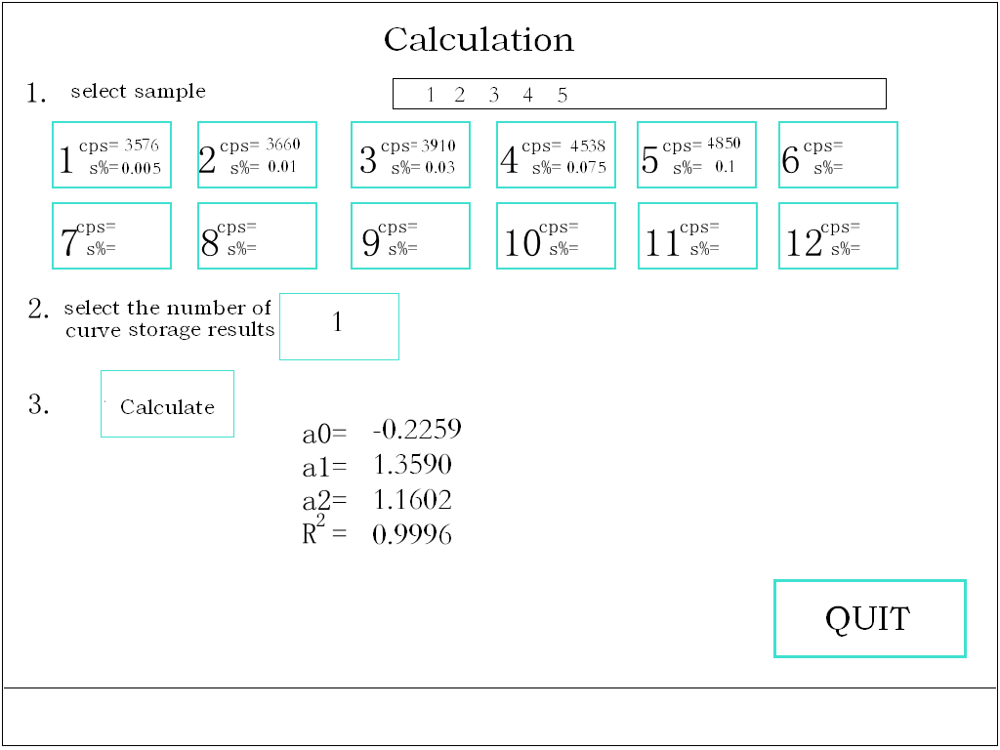 Calculation
1. select sample
1 2 3 4 5
1 cps= 3576
s%= 0.005
2 cps= 3660
s%= 0.01
3 cps= 3910
s%= 0.03
4 cps= 4538
s%= 0.075
5 cps= 4850
s%= 0.1
6 cps=
s%=
7 cps=
s%=
8 cps=
s%=
9 cps=
s%=
10 cps=
s%=
11 cps=
s%=
12 cps=
s%=
2. select the number of
curve storage results
1
3. Calculate
a0= -0.2259
a1= 1.3590
a2= 1.1602
R²= 0.9996
QUIT